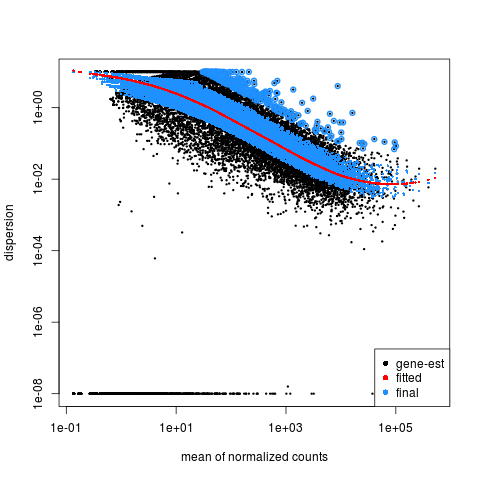 1e+00
1e-02
1e-04
1e-06
1e-08
dispersion
gene-est
fitted
final
1e-01 1e+01 1e+03 1e+05
mean of normalized counts